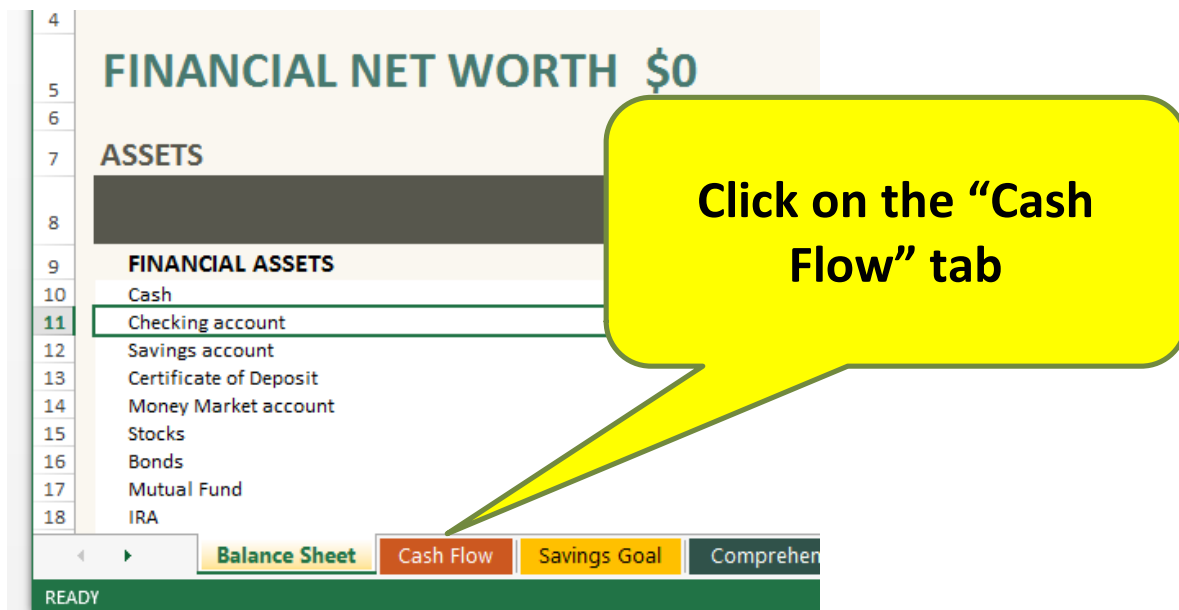 4
5 FINANCIAL NET WORTH $0
6
7 ASSETS
8
9 FINANCIAL ASSETS
10 Cash
11 Checking account
12 Savings account
13 Certificate of Deposit
14 Money Market account
15 Stocks
16 Bonds
17 Mutual Fund
18 IRA
Click on the “Cash
Flow” tab
Balance Sheet Cash Flow Savings Goal Comprehen
READY